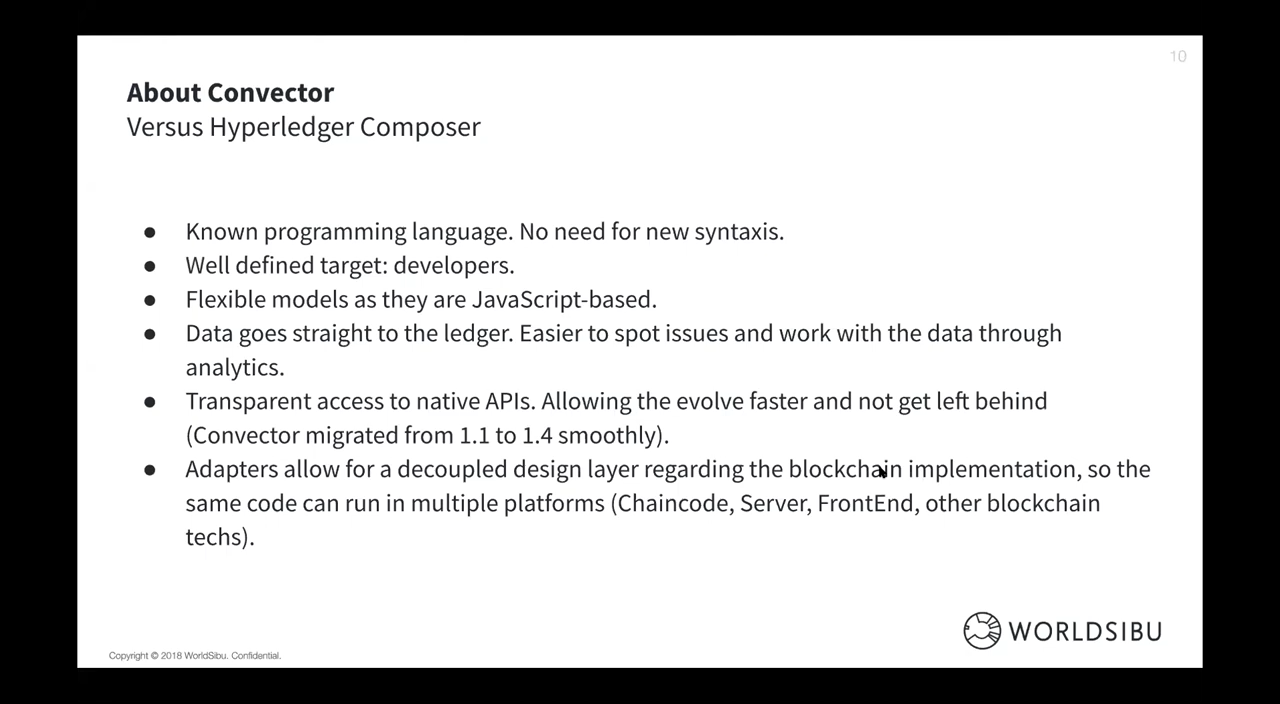 10
About Convector
Versus Hyperledger Composer
● Known programming language. No need for new syntaxis.
● Well defined target: developers.
● Flexible models as they are JavaScript-based.
● Data goes straight to the ledger. Easier to spot issues and work with the data through
analytics.
● Transparent access to native APIs. Allowing the evolve faster and not get left behind
(Convector migrated from 1.1 to 1.4 smoothly).
● Adapters allow for a decoupled design layer regarding the blockchain implementation, so the
same code can run in multiple platforms (Chaincode, Server, FrontEnd, other blockchain
techs).
WORLDSIBU
Copyright © 2018 WorldSibu. Confidential.